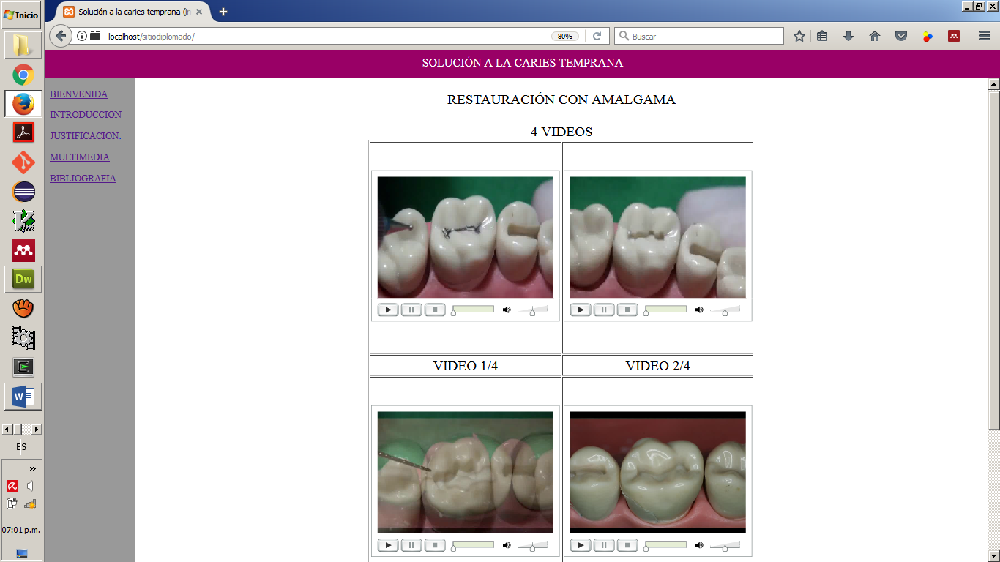 Inicio
Solución a la caries temprana (in
localhost/sitiodiplomado/
80%
Buscar
SOLUCIÓN A LA CARIES TEMPRANA
BIENVENIDA
INTRODUCCION
JUSTIFICACION.
MULTIMEDIA
BIBLIOGRAFIA
RESTAURACIÓN CON AMALGAMA
4 VIDEOS
VIDEO 1/4
VIDEO 2/4
Dw
W
ES
07:01 p.m.